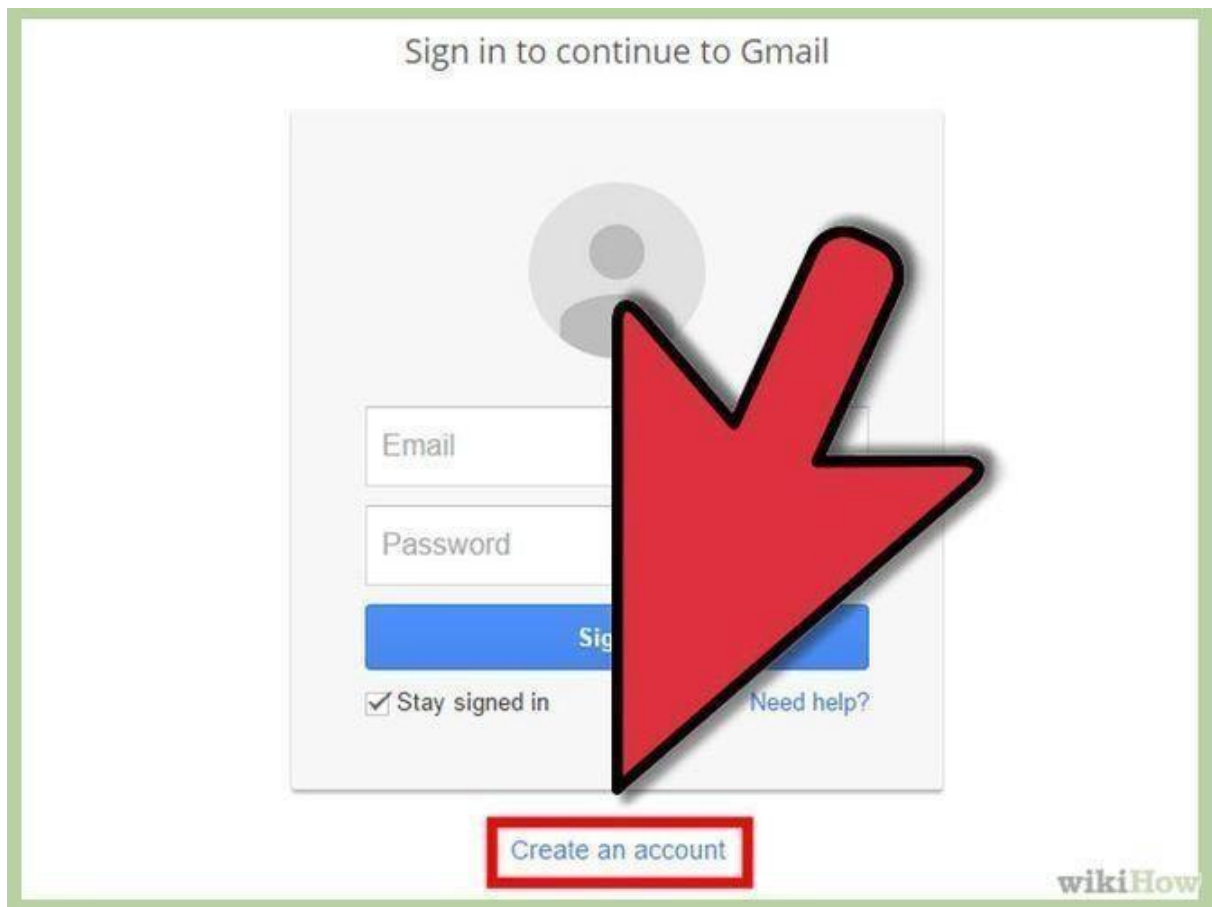 Sign in to continue to Gmail
Email
Password
Sig
Stay signed in
Need help?
Create an account
wikiHow